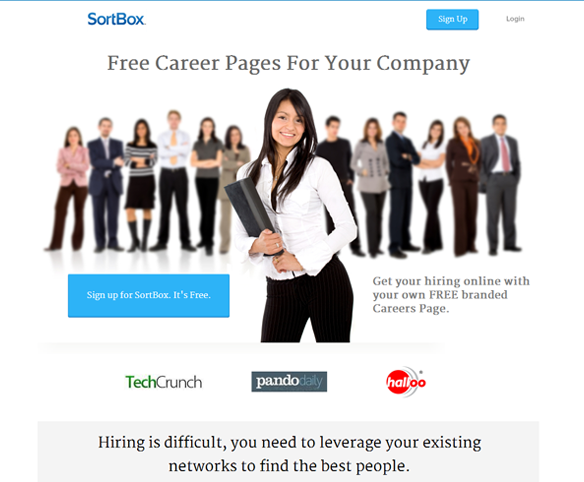 SortBox
Sign Up
Login
Free Career Pages For Your Company
Sign up for SortBox. It's Free.
Get your hiring online with
your own FREE branded
Careers Page.
TechCrunch
pandodaily
halloo
Hiring is difficult, you need to leverage your existing
networks to find the best people.